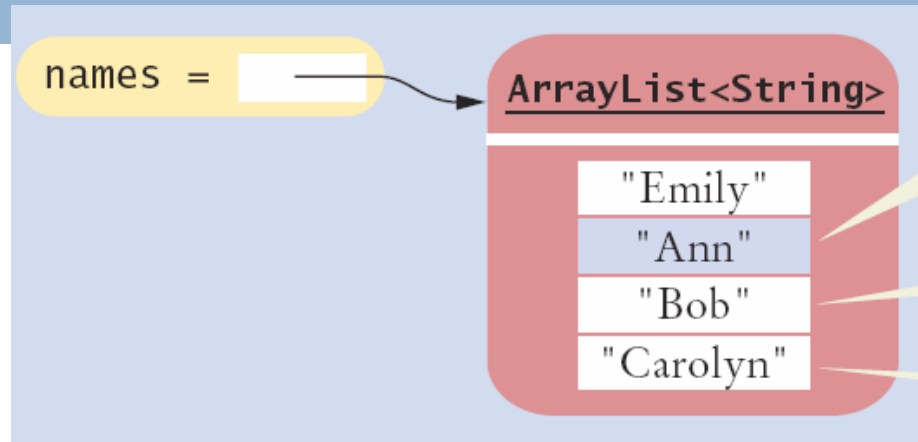 names =
ArrayList<String>
"Emily"
"Ann"
"Bob"
"Carolyn"